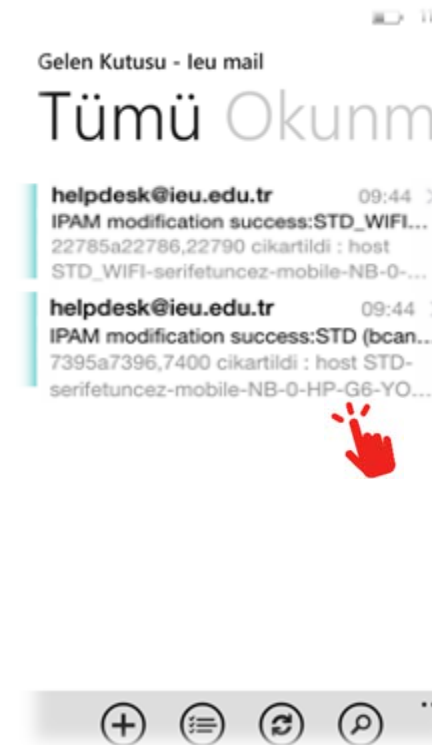 Gelen Kutusu - Ieu mail
Tümü Okunm
helpdesk@ieu.edu.tr 09:44
IPAM modification success:STD_WIFI...
22785a22786,22790 cikartildi : host
STD_WIFI-serifetuncez-mobile-NB-0-...
helpdesk@ieu.edu.tr 09:44
IPAM modification success:STD (bcan...
7395a7396,7400 cikartildi : host STD-
serifetuncez-mobile-NB-0-HP-G6-YO...